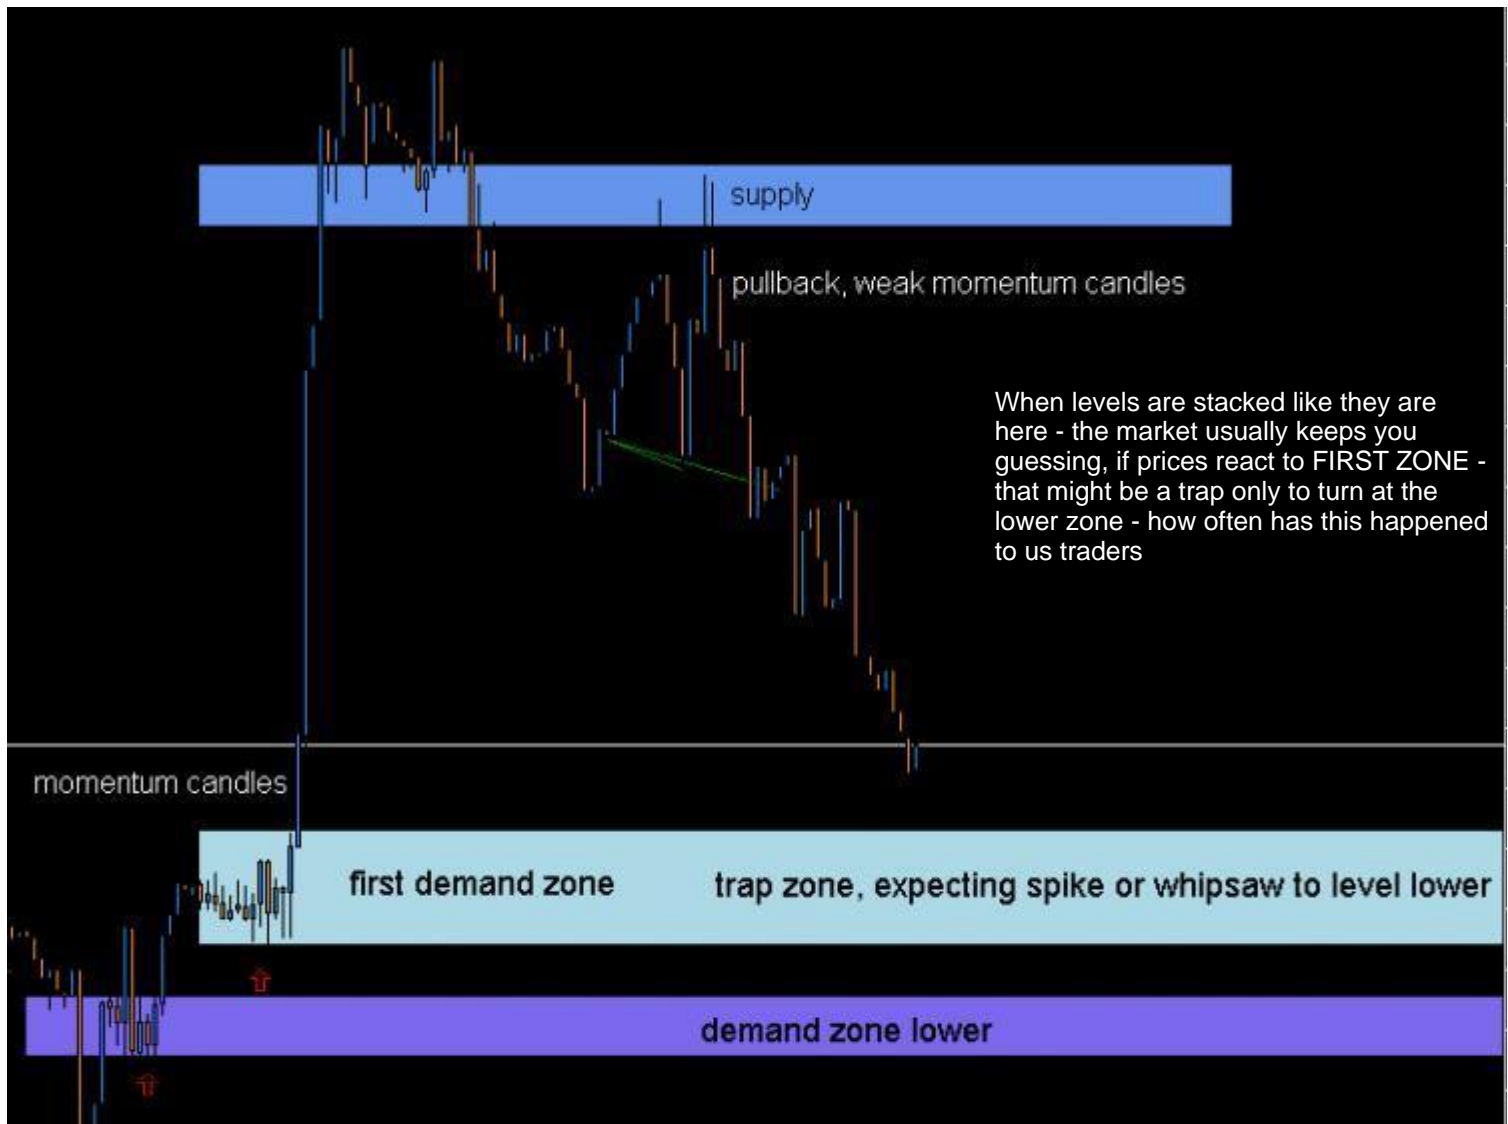 supply
pullback, weak momentum candles
When levels are stacked like they are
here - the market usually keeps you
guessing, if prices react to FIRST ZONE -
that might be a trap only to turn at the
lower zone - how often has this happened
to us traders
momentum candles
first demand zone
trap zone, expecting spike or whipsaw to level lower
demand zone lower